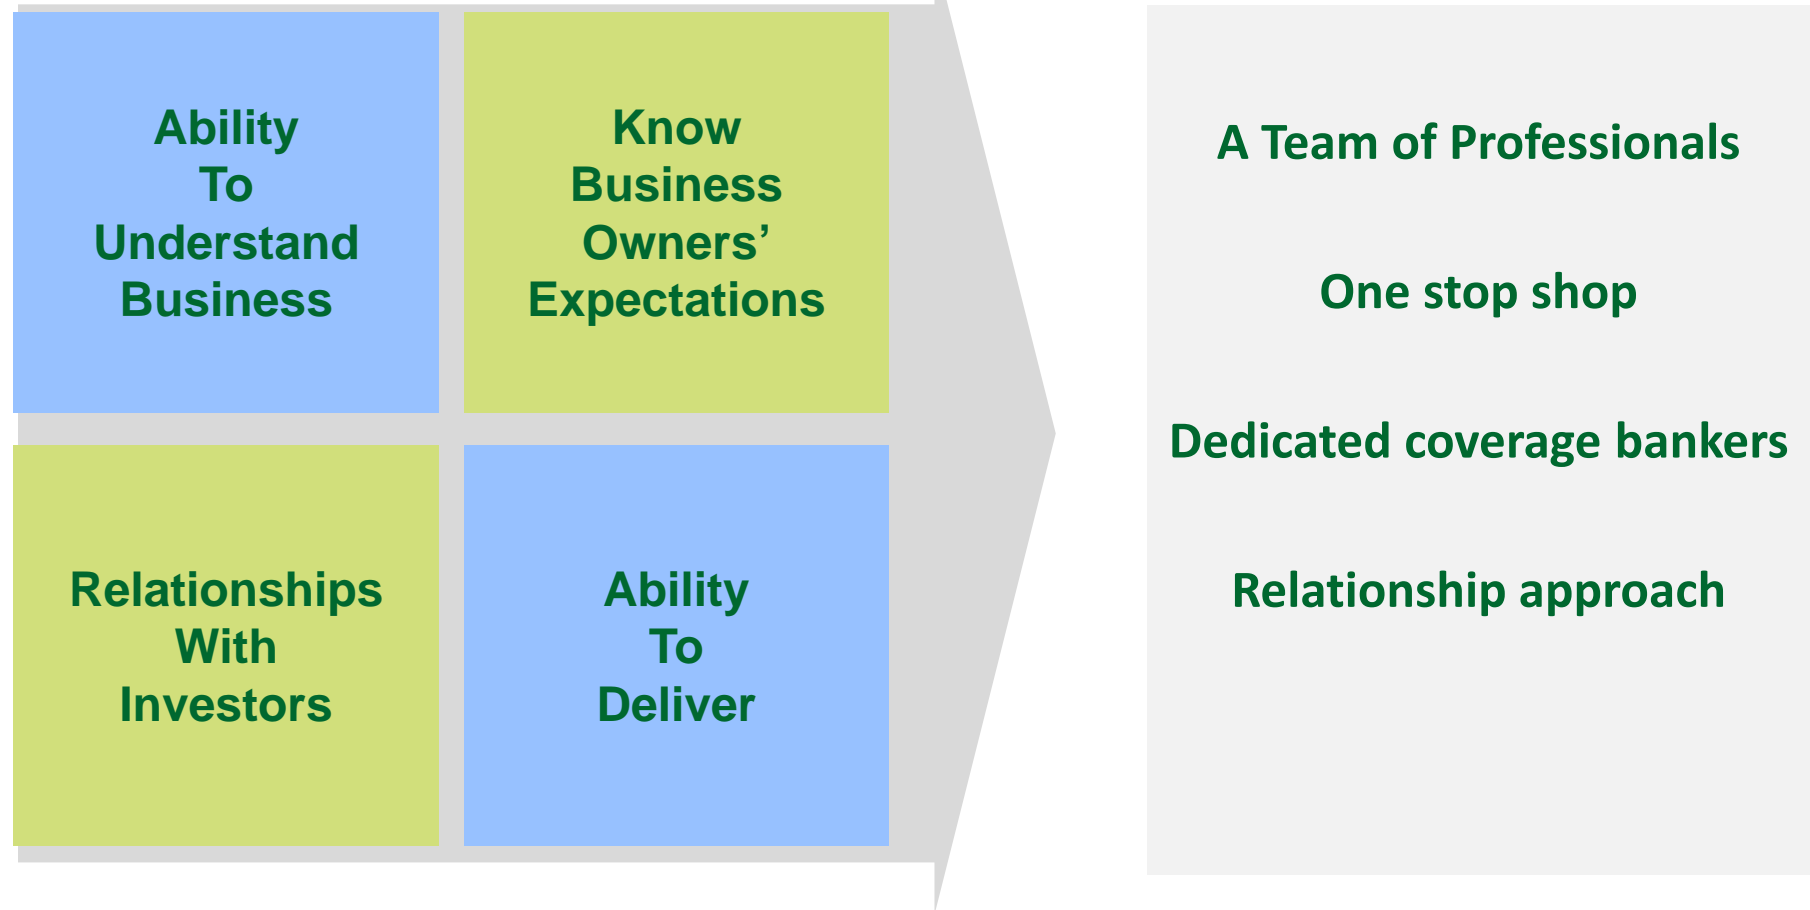 Ability
To
Understand
Business
Know
Business
Owners’
Expectations
Relationships
With
Investors
Ability
To
Deliver
A Team of Professionals
One stop shop
Dedicated coverage bankers
Relationship approach